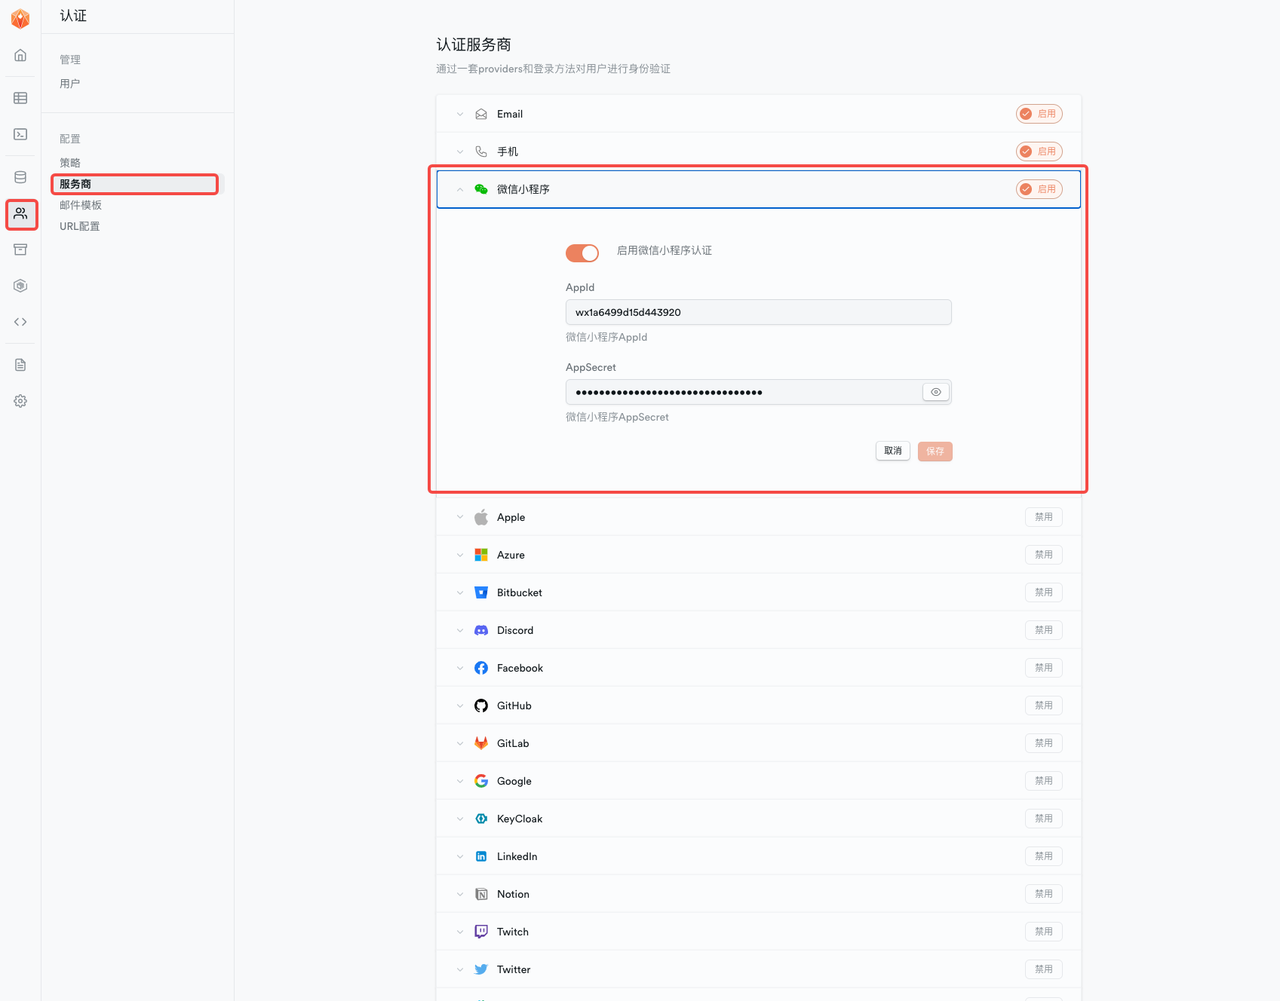 认证
管理
用户
配置
策略
服务商
邮件模板
URL配置
认证服务商
通过一套providers和登录方法对用户进行身份验证
Email 启用
手机 启用
微信小程序 启用
启用微信小程序认证
AppId
wx1a6499d15d443920
微信小程序AppId
AppSecret
••••••••••••••••••••••••••••••••
微信小程序AppSecret
取消 保存
Apple 禁用
Azure 禁用
Bitbucket 禁用
Discord 禁用
Facebook 禁用
GitHub 禁用
GitLab 禁用
Google 禁用
KeyCloak 禁用
LinkedIn 禁用
Notion 禁用
Twitch 禁用
Twitter 禁用